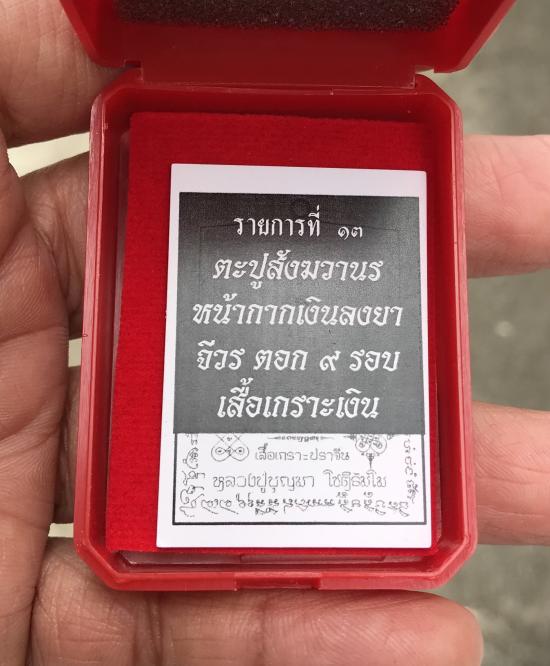 รายการที่ ๑๓
ตะปูสังฆวานร
หน้ากากเงินลงยา
จีวร ตอก ๙ รอบ
เสื้อเกราะเงิน
เสื้อเกราะปราจีน
หลวงปู่บุญมา โชติธัมโม